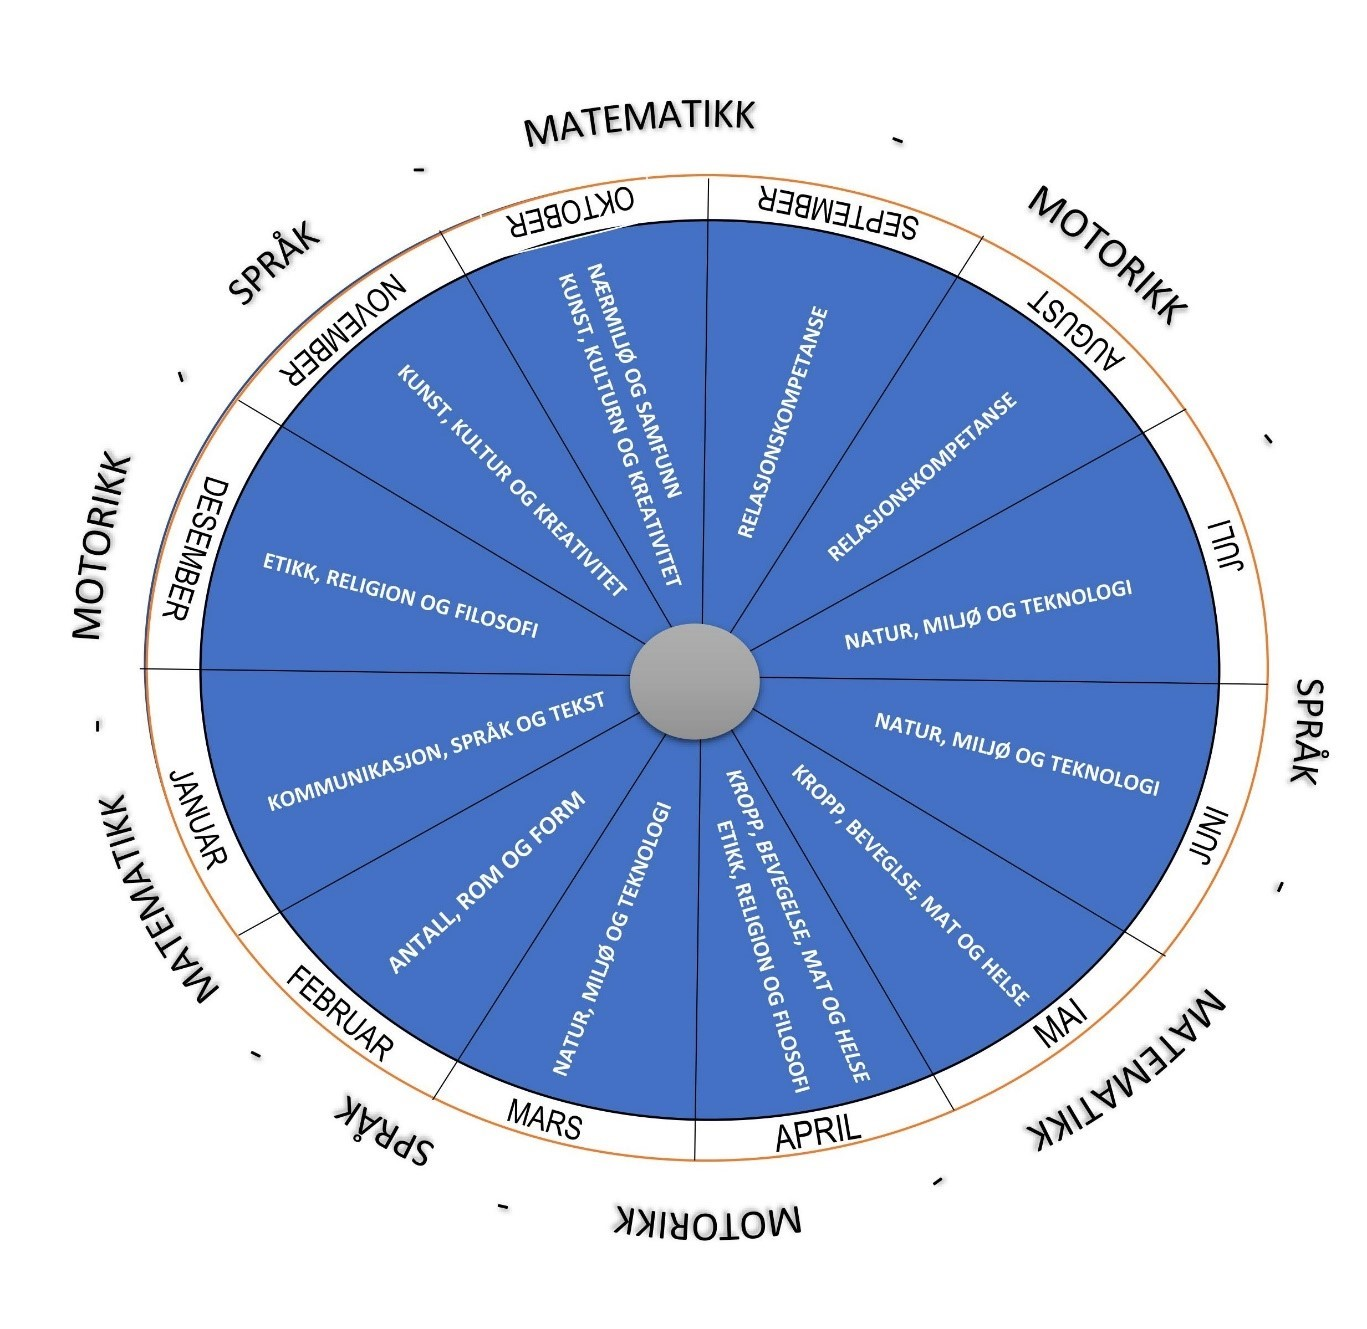 MATEMATIKK
-
MOTORIKK
-
SPRÅK
-
MATEMATIKK
-
MOTORIKK
-
SPRÅK
-
MATEMATIKK
-
MOTORIKK
-
SPRÅK
-
JANUAR
KOMMUNIKASJON, SPRÅK OG TEKST
FEBRUAR
ANTALL, ROM OG FORM
MARS
NATUR, MILJØ OG TEKNOLOGI
APRIL
KROPP, BEVEGELSE, MAT OG HELSE
ETIKK, RELIGION OG FILOSOFI
MAI
KROPP, BEVEGLSE, MAT OG HELSE
JUNI
NATUR, MILJØ OG TEKNOLOGI
JULI
NATUR, MILJØ OG TEKNOLOGI
AUGUST
RELASJONSKOMPETANSE
SEPTEMBER
RELASJONSKOMPETANSE
OKTOBER
NÆRMILJØ OG SAMFUNN
KUNST, KULTURN OG KREATIVITET
NOVEMBER
KUNST, KULTUR OG KREATIVITET
DESEMBER
ETIKK, RELIGION OG FILOSOFI